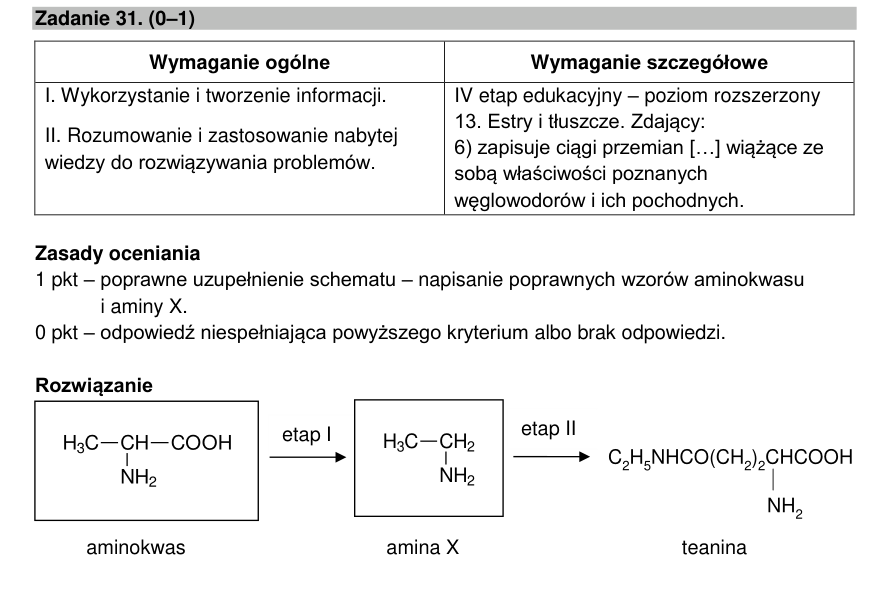 Zadanie 31. (0–1)
Wymaganie ogólne
Wymaganie szczegółowe
I. Wykorzystanie i tworzenie informacji.
II. Rozumowanie i zastosowanie nabytej
wiedzy do rozwiązywania problemów.
IV etap edukacyjny – poziom rozszerzony
13. Estry i tłuszcze. Zdający:
6) zapisuje ciągi przemian […] wiążące ze
sobą właściwości poznanych
węglowodorów i ich pochodnych.
Zasady oceniania
1 pkt – poprawne uzupełnienie schematu – napisanie poprawnych wzorów aminokwasu
i aminy X.
0 pkt – odpowiedź niespełniająca powyższego kryterium albo brak odpowiedzi.
Rozwiązanie
H₃C—CH—COOH
NH₂
etap I
H₃C—CH₂
NH₂
etap II
C₂H₅NHCO(CH₂)₂CHCOOH
NH₂
aminokwas
amina X
teanina